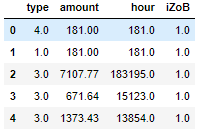 type amount hour iZoB
0 4.0 181.00 181.0 1.0
1 1.0 181.00 181.0 1.0
2 3.0 7107.77 183195.0 1.0
3 3.0 671.64 15123.0 1.0
4 3.0 1373.43 13854.0 1.0